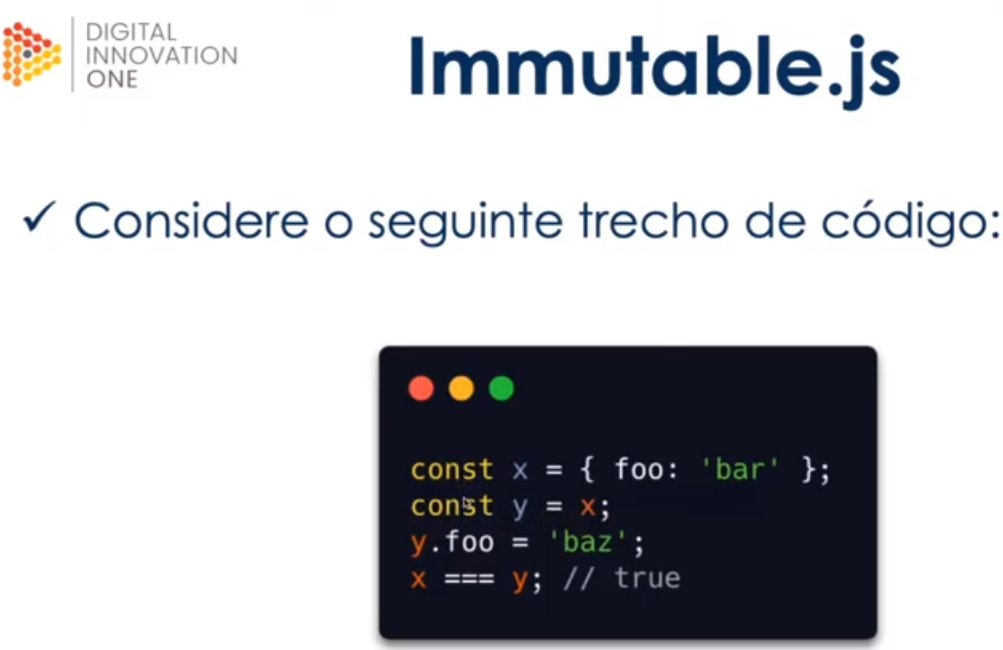 DIGITAL
INNOVATION
ONE
Immutable.js
✓ Considere o seguinte trecho de código:
const x = { foo: 'bar' };
const y = x;
y.foo = 'baz';
x === y; // true